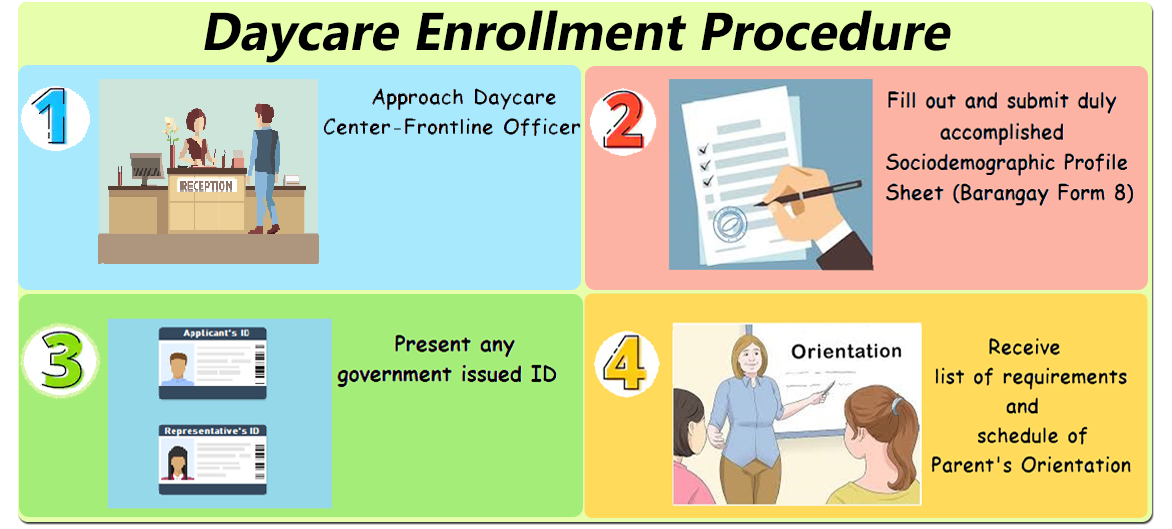 Daycare Enrollment Procedure
1
RECEPTION
Approach Daycare
Center-Frontline Officer
2
Fill out and submit duly
accomplished
Sociodemographic Profile
Sheet (Barangay Form 8)
3
Applicant's ID
Representative's ID
Present any
government issued ID
4
Orientation
Receive
list of requirements
and
schedule of
Parent's Orientation